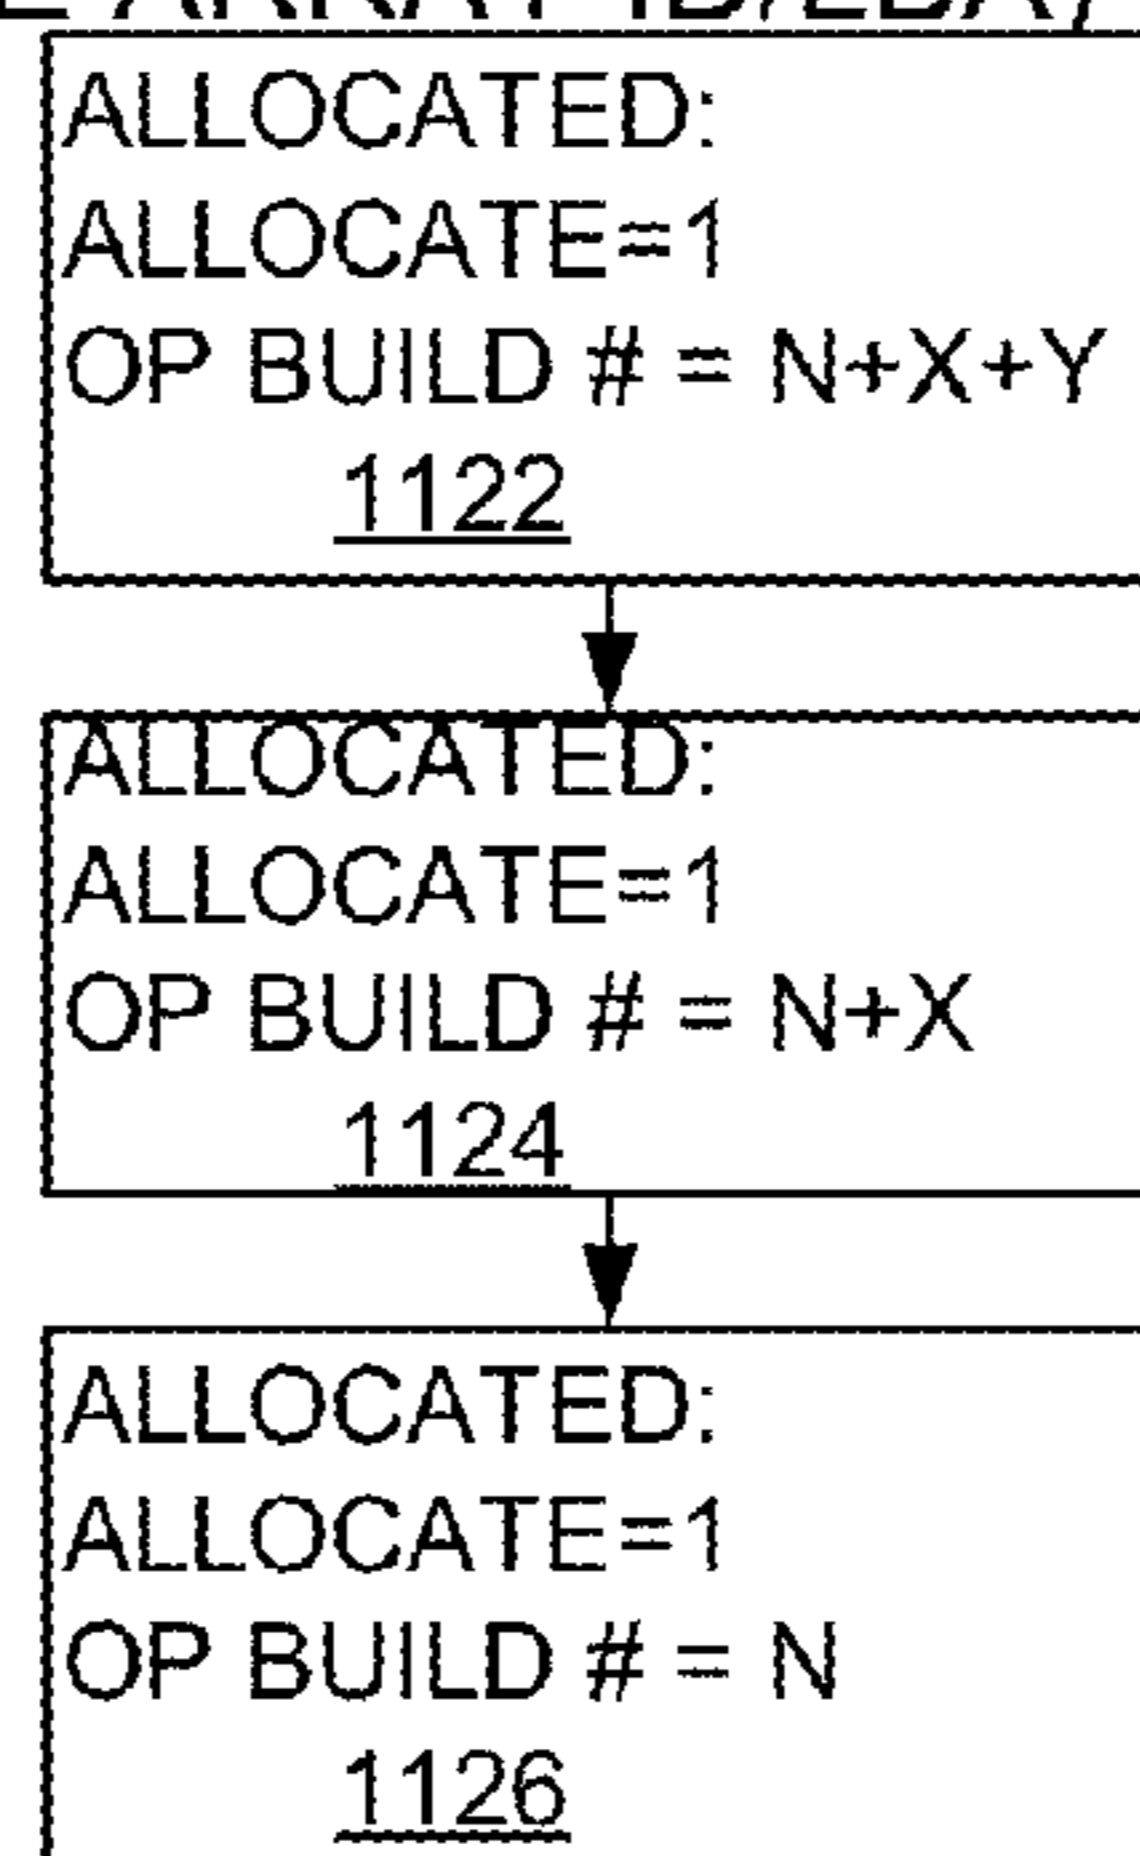 ALLOCATED:
ALLOCATE=1
OP BUILD # = N+X+Y
1122
ALLOCATED:
ALLOCATE=1
OP BUILD # = N+X
1124
ALLOCATED:
ALLOCATE=1
OP BUILD # = N
1126